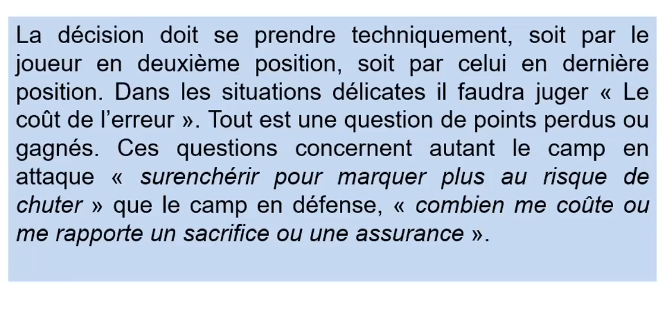 La décision doit se prendre techniquement, soit par le
joueur en deuxième position, soit par celui en dernière
position. Dans les situations délicates il faudra juger « Le
coût de l'erreur ». Tout est une question de points perdus ou
gagnés. Ces questions concernent autant le camp en
attaque « surenchérir pour marquer plus au risque de
chuter » que le camp en défense, « combien me coûte ou
me rapporte un sacrifice ou une assurance ».